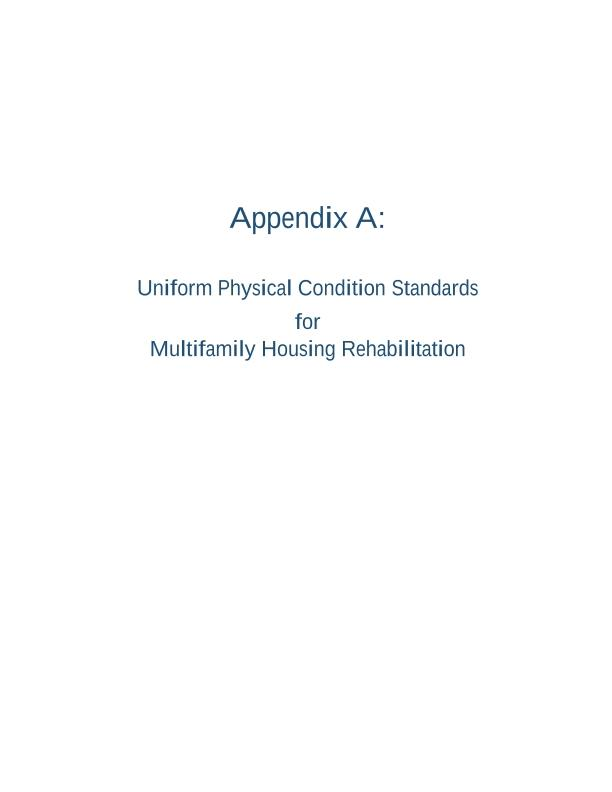 Appendix A:
Uniform Physical Condition Standards
for
Multifamily Housing Rehabilitation